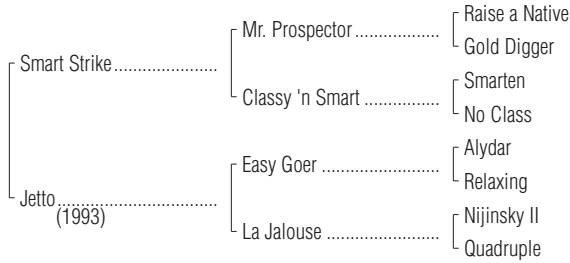 Raise a Native
Mr. Prospector ..................
Gold Digger
Smart Strike......................
Smarten
Classy 'n Smart ................
No Class
Alydar
Easy Goer .........................
Relaxing
Jetto..................................
(1993)
Nijinsky II
La Jalouse ........................
Quadruple